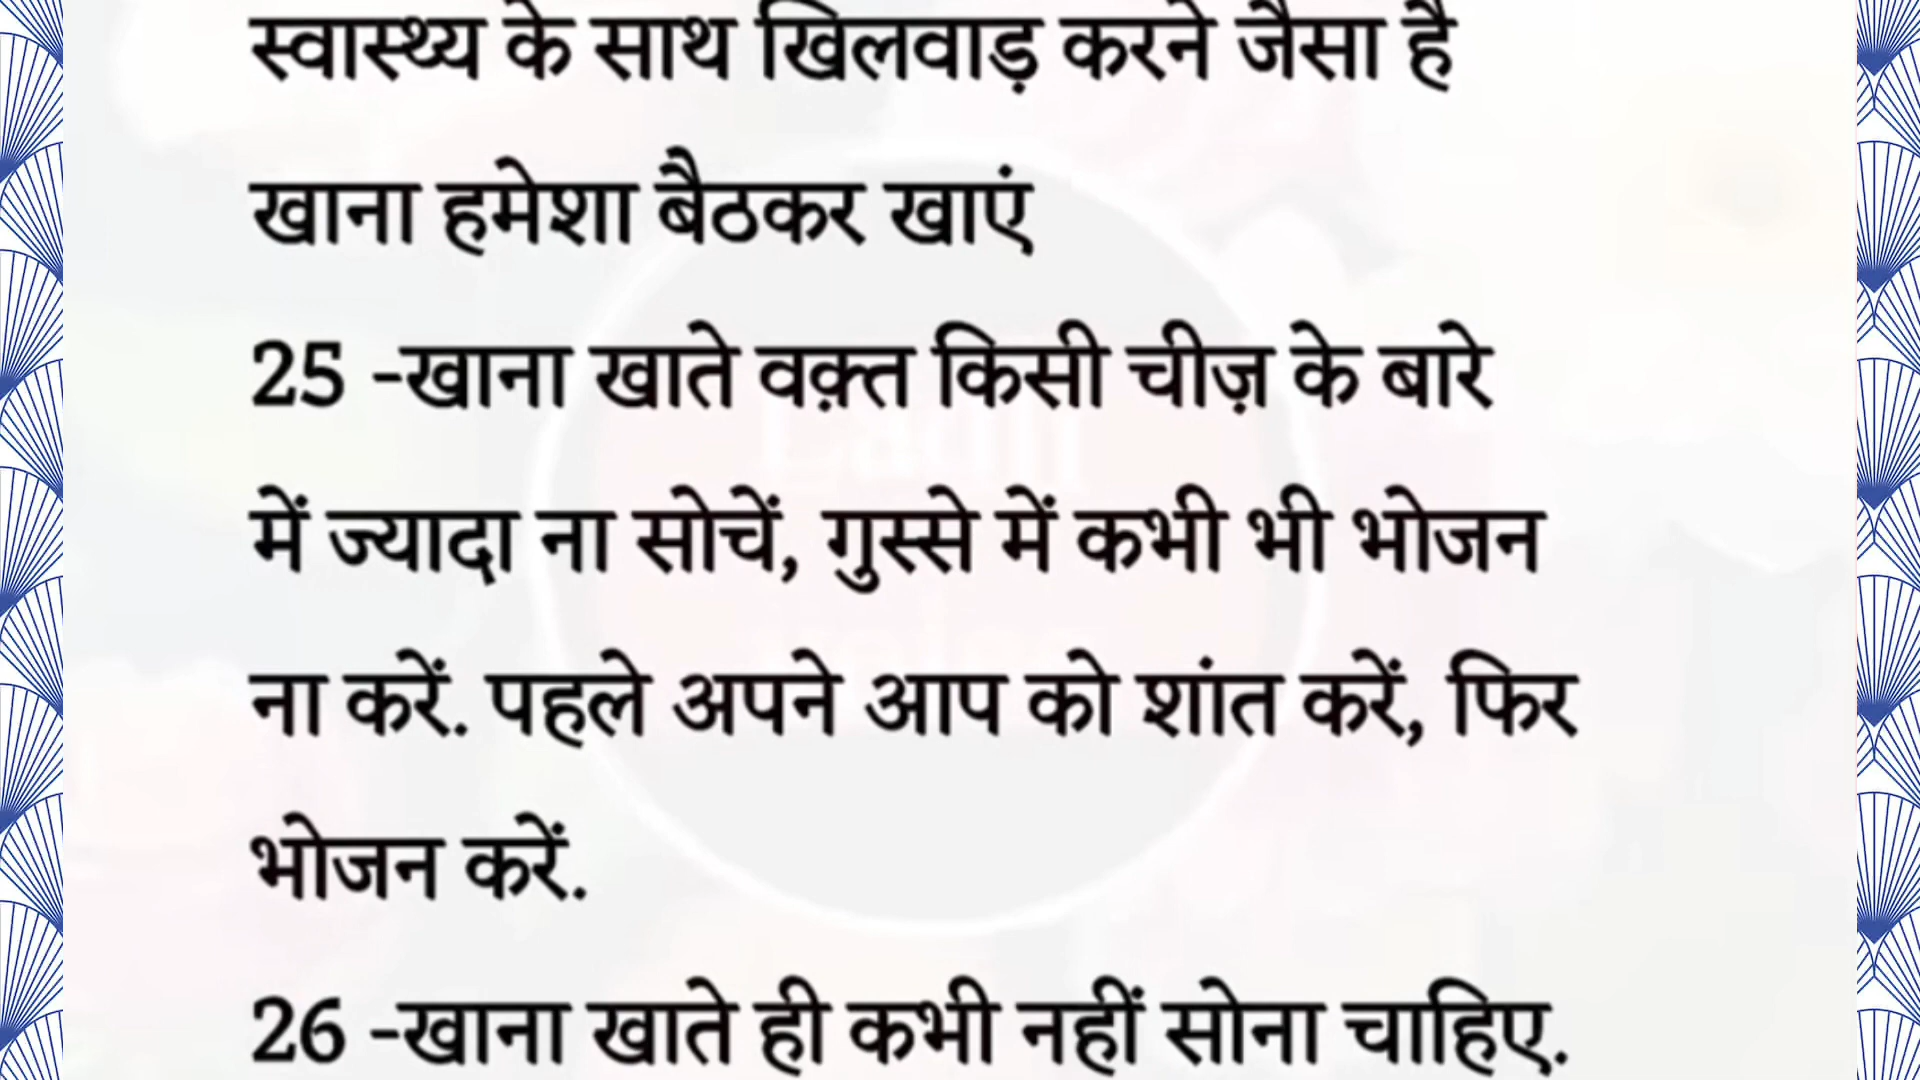 स्वास्थ्य के साथ खिलवाड़ करने जैसा है
खाना हमेशा बैठकर खाएं
25 -खाना खाते वक़्त किसी चीज़ के बारे
में ज्यादा ना सोचें, गुस्से में कभी भी भोजन
ना करें. पहले अपने आप को शांत करें, फिर
भोजन करें.
26 -खाना खाते ही कभी नहीं सोना चाहिए.